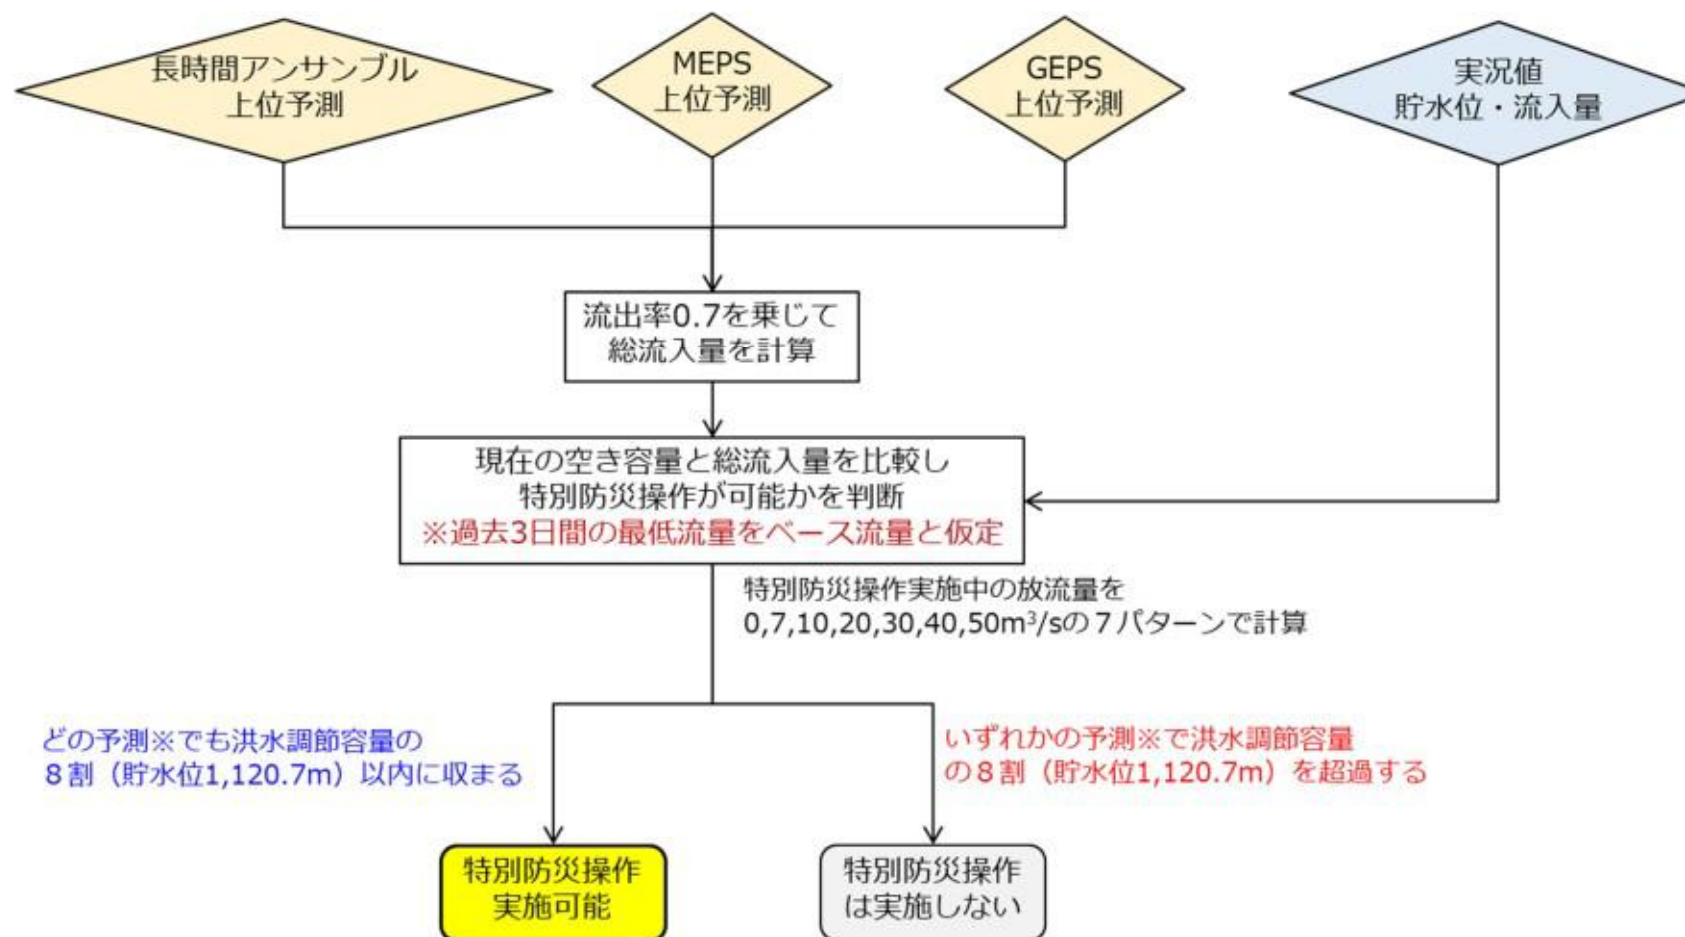 長時間アンサンブル
上位予測
MEPS
上位予測
GEPS
上位予測
実況値
貯水位・流入量
流出率0.7を乗じて
総流入量を計算
現在の空き容量と総流入量を比較し
特別防災操作が可能かを判断
※過去3日間の最低流量をベース流量と仮定
特別防災操作実施中の放流量を
0,7,10,20,30,40,50m³/sの７パターンで計算
どの予測※でも洪水調節容量の
８割（貯水位1,120.7m）以内に収まる
いずれかの予測※で洪水調節容量
の８割（貯水位1,120.7m）を超過する
特別防災操作
実施可能
特別防災操作
は実施しない